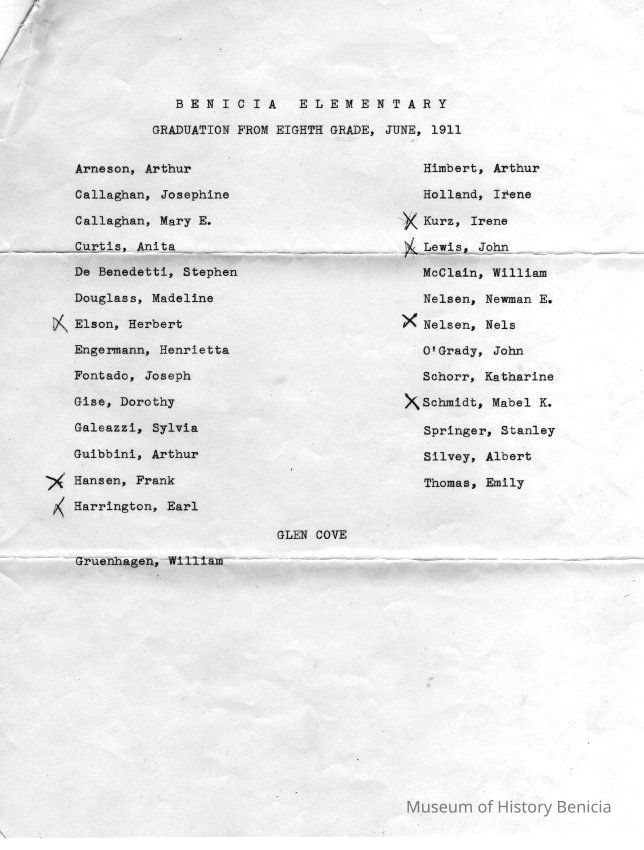 BENICIA ELEMENTARY
GRADUATION FROM EIGHTH GRADE, JUNE, 1911
Arneson, Arthur
Callaghan, Josephine
Callaghan, Mary E.
Curtis, Anita
De Benedetti, Stephen
Douglass, Madeline
X Elson, Herbert
Engermann, Henrietta
Fontado, Joseph
Gise, Dorothy
Galeazzi, Sylvia
Guibbini, Arthur
X Hansen, Frank
X Harrington, Earl
Himbert, Arthur
Holland, Irene
X Kurz, Irene
X Lewis, John
McClain, William
Nelsen, Newman E.
X Nelsen, Nels
O'Grady, John
Schorr, Katharine
X Schmidt, Mabel K.
Springer, Stanley
Silvey, Albert
Thomas, Emily
GLEN COVE
Gruenhagen, William
Museum of History Benicia